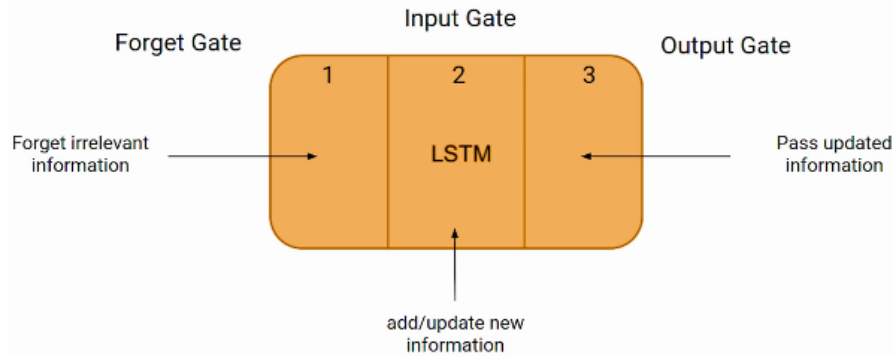 Input Gate
Forget Gate
Output Gate
1
2
3
Forget irrelevant
information
LSTM
Pass updated
information
add/update new
information